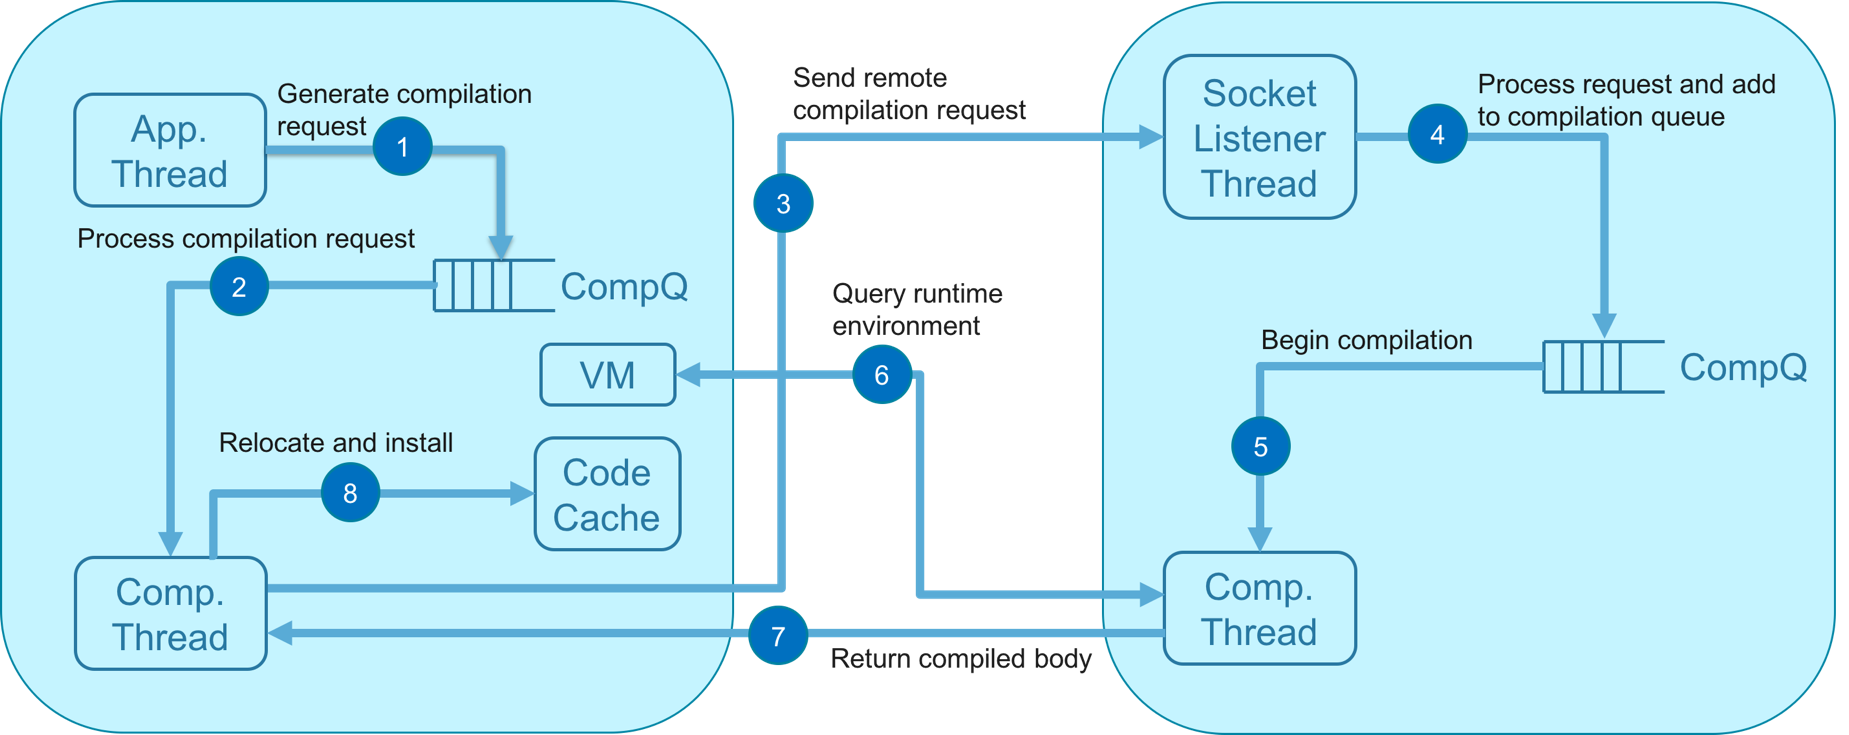 Generate compilation
request
1
App.
Thread
Process compilation request
2
CompQ
VM
Relocate and install
8
Code
Cache
Comp.
Thread
Send remote
compilation request
3
Query runtime
environment
6
7
Return compiled body
Socket
Listener
Thread
Process request and add
to compilation queue
4
Begin compilation
CompQ
5
Comp.
Thread